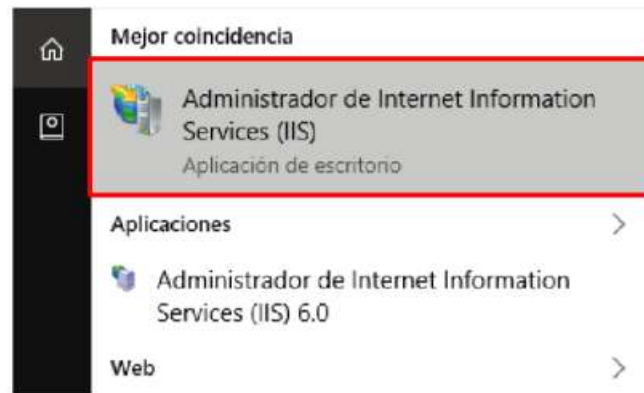 Mejor coincidencia
Administrador de Internet Information
Services (IIS)
Aplicación de escritorio
Aplicaciones
Administrador de Internet Information
Services (IIS) 6.0
Web